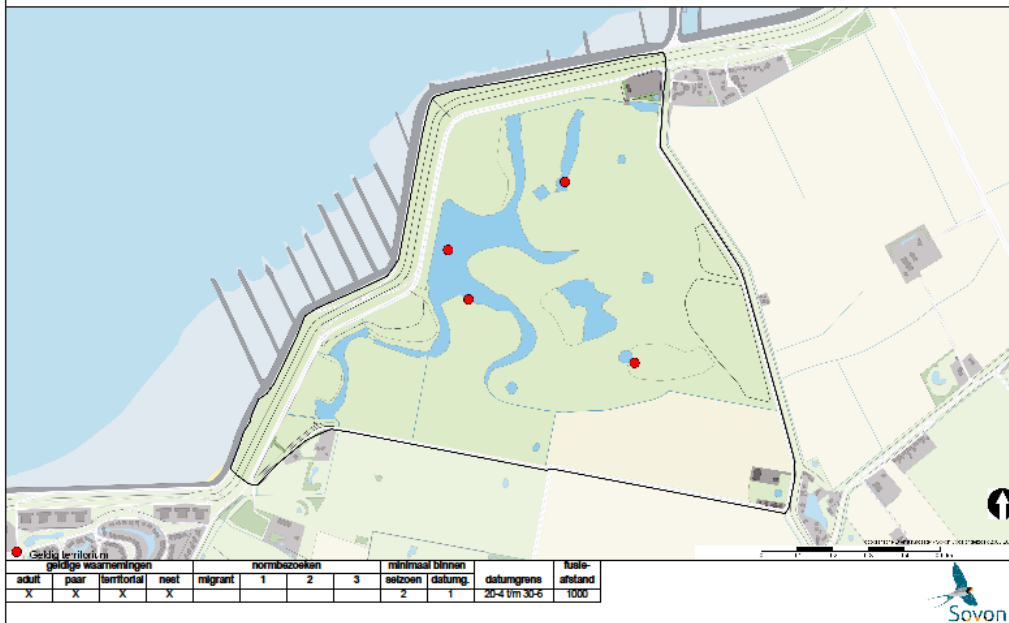 Geldig territorium
geldige waarnemingen normbezoeken minimaal binnen fusie-
adult paar territoriaal nest migrant 1 2 3 seizoen datumg. datumgrens afstand
X X X X 2 1 20-4 t/m 30-6 1000
Sovon